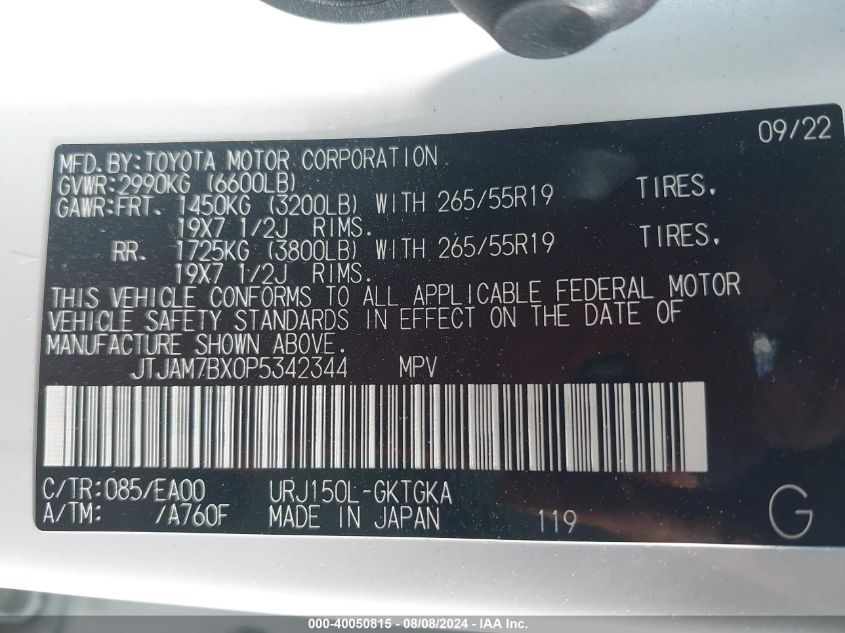 09/22
MFD.BY:TOYOTA MOTOR CORPORATION
GVWR:2990KG (6600LB)
GAWR:FRT. 1450KG (3200LB) WITH 265/55R19 TIRES.
19X7 1/2J RIMS.
RR. 1725KG (3800LB) WITH 265/55R19 TIRES.
19X7 1/2J RIMS.
THIS VEHICLE CONFORMS TO ALL APPLICABLE FEDERAL MOTOR
VEHICLE SAFETY STANDARDS IN EFFECT ON THE DATE OF
MANUFACTURE SHOWN ABOVE.
JTJAM7BX0P5342344 MPV
C/TR:085/EA00 URJ150L-GKTGKA
A/TM: /A760F MADE IN JAPAN 119 G
000-40050815 - 08/08/2024 - IAA Inc.